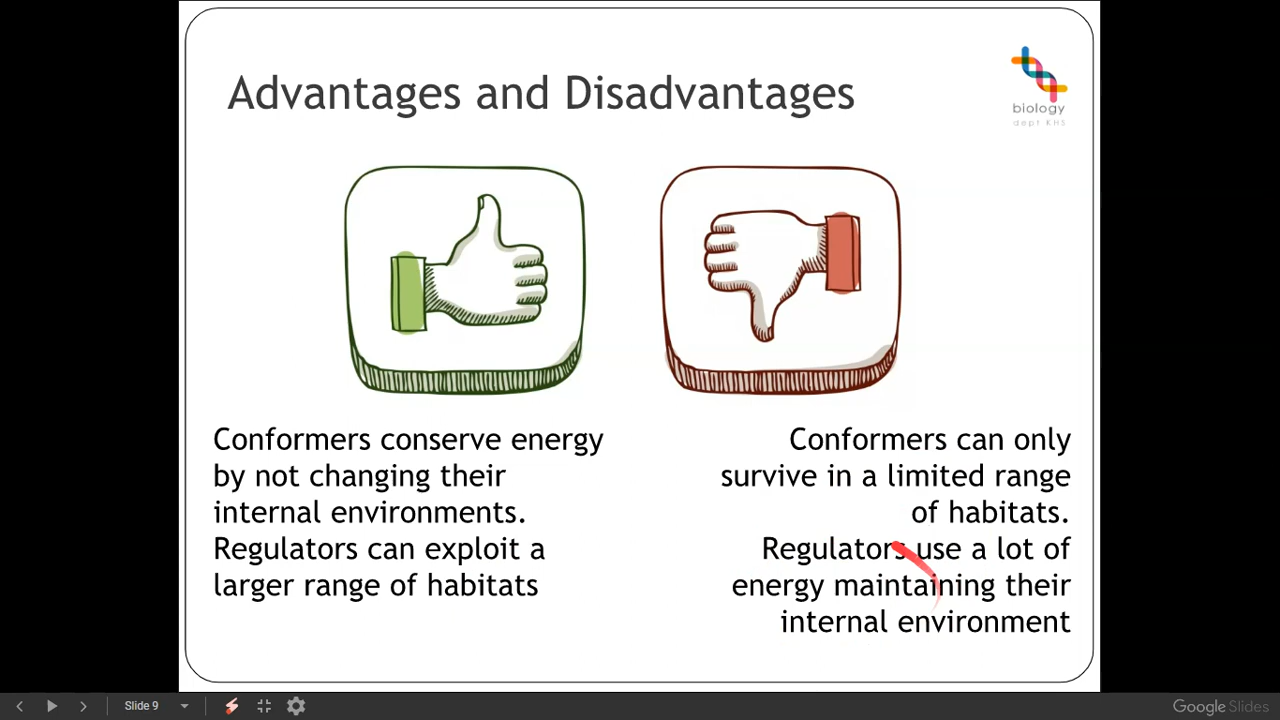 Advantages and Disadvantages
biology
dept KHS
Conformers conserve energy
by not changing their
internal environments.
Regulators can exploit a
larger range of habitats
Conformers can only
survive in a limited range
of habitats.
Regulators use a lot of
energy maintaining their
internal environment
Slide 9
Google Slides